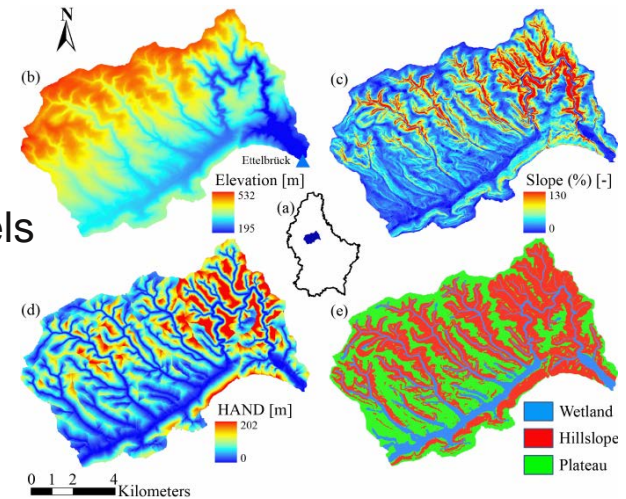 N
(b)
(c)
Ettelbrück
Elevation [m]
532
195
Slope (%) [-]
130
0
(a)
els
(d)
(e)
HAND [m]
202
0
Wetland
Hillslope
Plateau
0 1 2 4
Kilometers